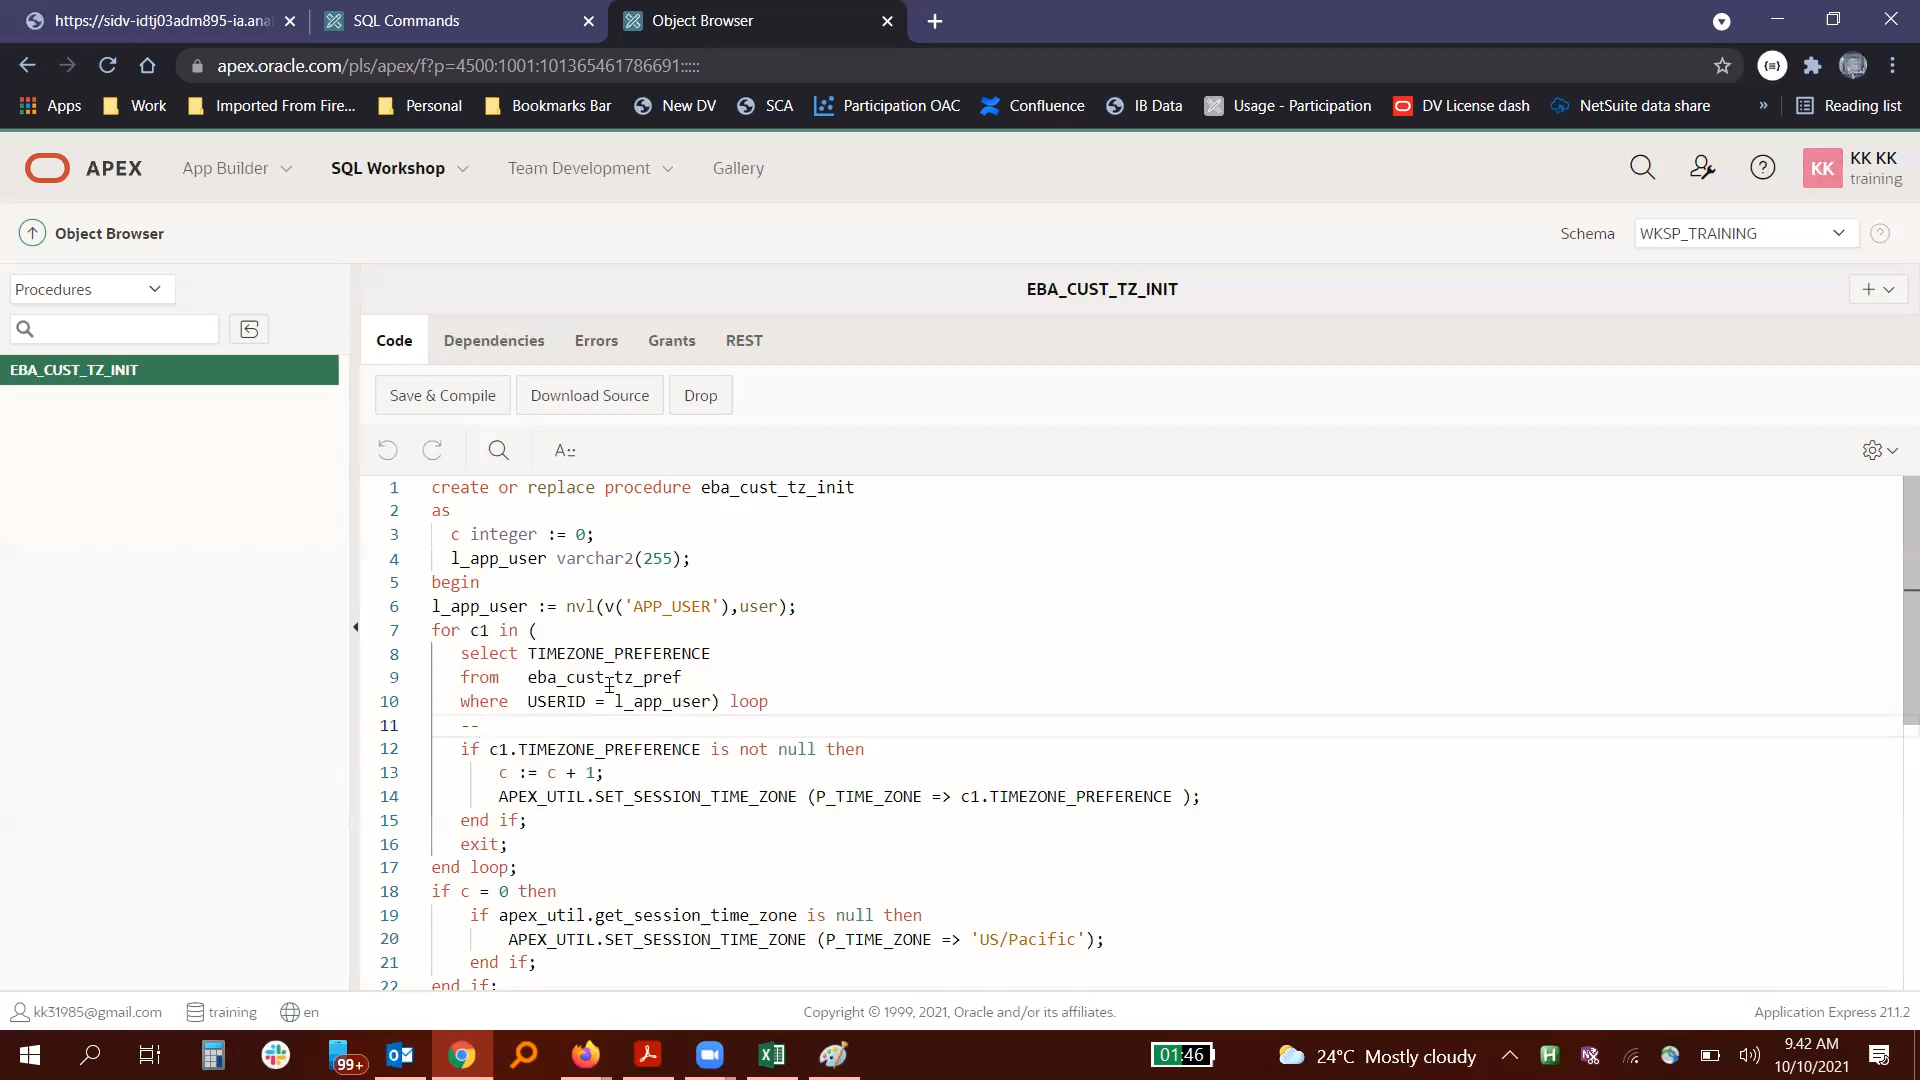 https://sidv-idtj03adm895-ia.ana
SQL Commands
Object Browser
apex.oracle.com/pls/apex/f?p=4500:1001:101365461786691:::::
Apps
Work
Imported From Fire...
Personal
Bookmarks Bar
New DV
SCA
Participation OAC
Confluence
IB Data
Usage - Participation
DV License dash
NetSuite data share
»
Reading list
APEX
App Builder
SQL Workshop
Team Development
Gallery
KK
KK KK
training
Object Browser
Schema
WKSP_TRAINING
Procedures
EBA_CUST_TZ_INIT
EBA_CUST_TZ_INIT
Code
Dependencies
Errors
Grants
REST
Save & Compile
Download Source
Drop
A::
1 create or replace procedure eba_cust_tz_init
2 as
3 c integer := 0;
4 l_app_user varchar2(255);
5 begin
6 l_app_user := nvl(v('APP_USER'),user);
7 for c1 in (
8 select TIMEZONE_PREFERENCE
9 from eba_cust_tz_pref
10 where USERID = l_app_user) loop
11 --
12 if c1.TIMEZONE_PREFERENCE is not null then
13 c := c + 1;
14 APEX_UTIL.SET_SESSION_TIME_ZONE (P_TIME_ZONE => c1.TIMEZONE_PREFERENCE );
15 end if;
16 exit;
17 end loop;
18 if c = 0 then
19 if apex_util.get_session_time_zone is null then
20 APEX_UTIL.SET_SESSION_TIME_ZONE (P_TIME_ZONE => 'US/Pacific');
21 end if;
22 end if;
kk31985@gmail.com
training
en
Copyright © 1999, 2021, Oracle and/or its affiliates.
Application Express 21.1.2
99+
01:46
24°C Mostly cloudy
9:42 AM
10/10/2021